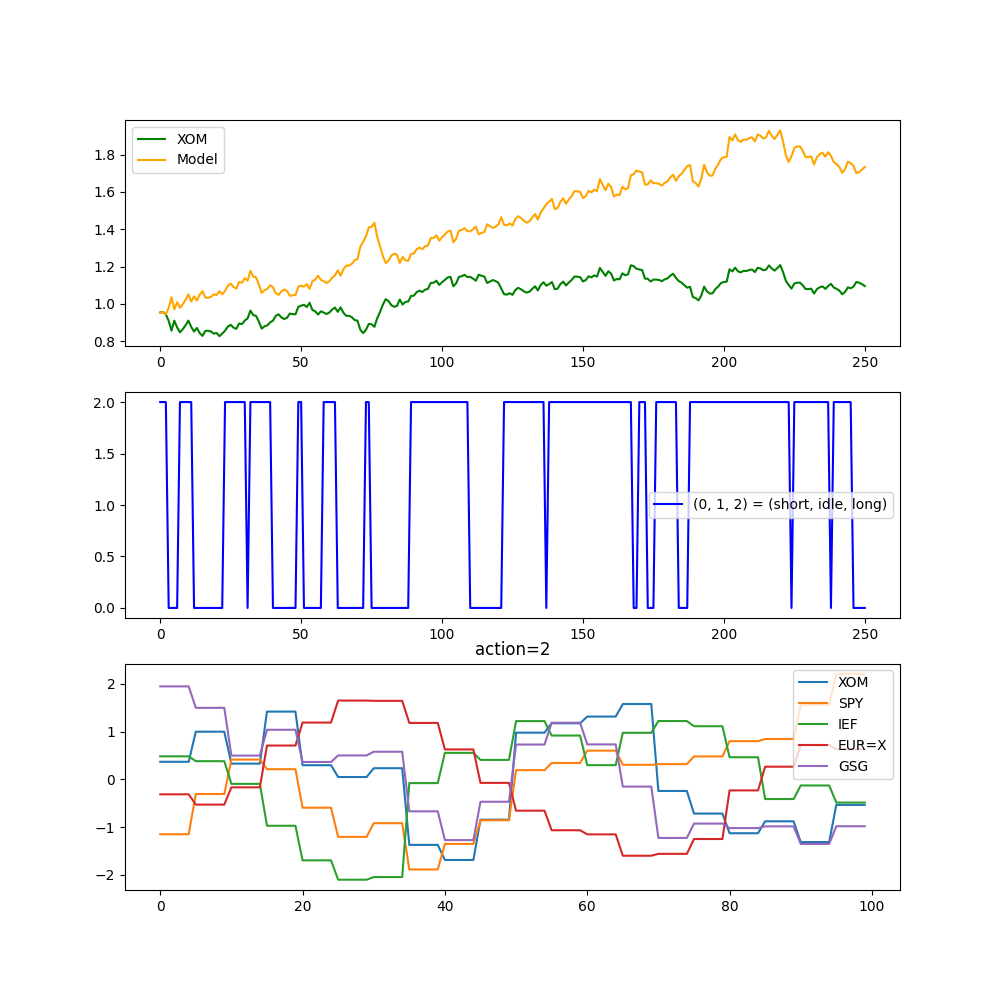 XOM
Model
1.8
1.6
1.4
1.2
1.0
0.8
0 50 100 150 200 250
2.0
1.5
1.0
0.5
0.0
(0, 1, 2) = (short, idle, long)
0 50 100 150 200 250
action=2
XOM
SPY
IEF
EUR=X
GSG
2
1
0
−1
−2
0 20 40 60 80 100